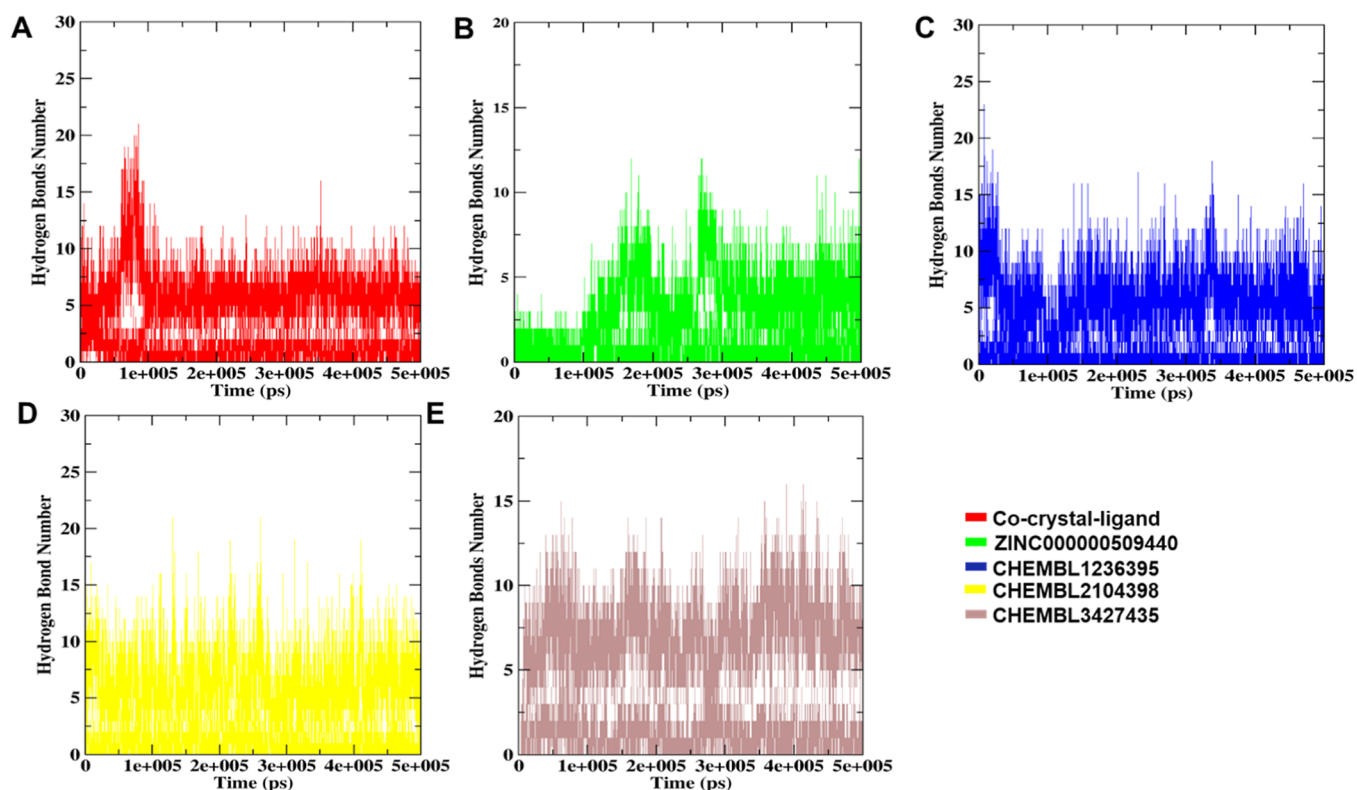 A
Hydrogen Bonds Number
30
25
20
15
10
5
0
0
1e+005
2e+005
3e+005
4e+005
5e+005
Time (ps)
B
Hydrogen Bonds Number
20
15
10
5
0
0
1e+005
2e+005
3e+005
4e+005
5e+005
Time (ps)
C
Hydrogen Bonds Number
30
25
20
15
10
5
0
0
1e+005
2e+005
3e+005
4e+005
5e+005
Time (ps)
D
Hydrogen Bond Number
30
25
20
15
10
5
0
0
1e+005
2e+005
3e+005
4e+005
5e+005
Time (ps)
E
Hydrogen Bonds Number
20
15
10
5
0
0
1e+005
2e+005
3e+005
4e+005
5e+005
Time (ps)
Co-crystal-ligand
ZINC000000509440
CHEMBL1236395
CHEMBL2104398
CHEMBL3427435